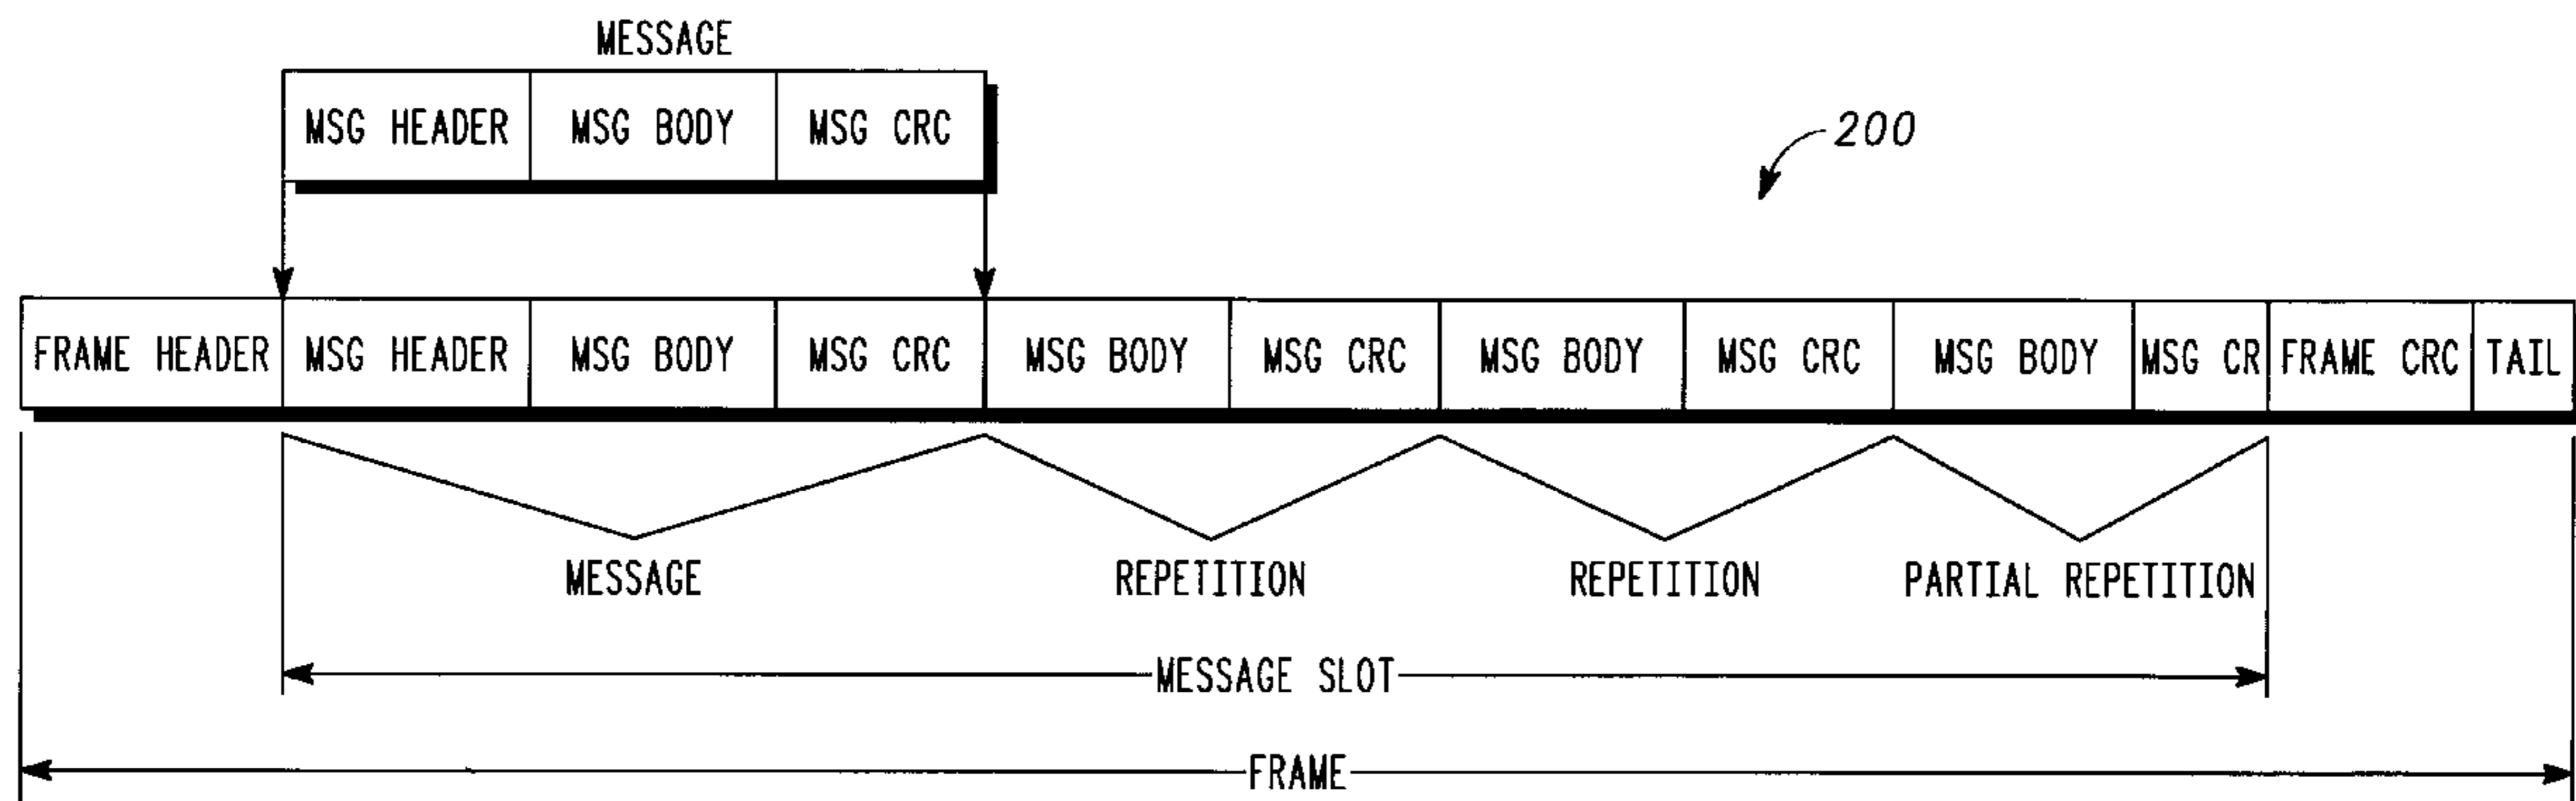 MESSAGE
MSG HEADER MSG BODY MSG CRC
200
FRAME HEADER MSG HEADER MSG BODY MSG CRC MSG BODY MSG CRC MSG BODY MSG CRC MSG BODY MSG CR FRAME CRC TAIL
MESSAGE REPETITION REPETITION PARTIAL REPETITION
MESSAGE SLOT
FRAME